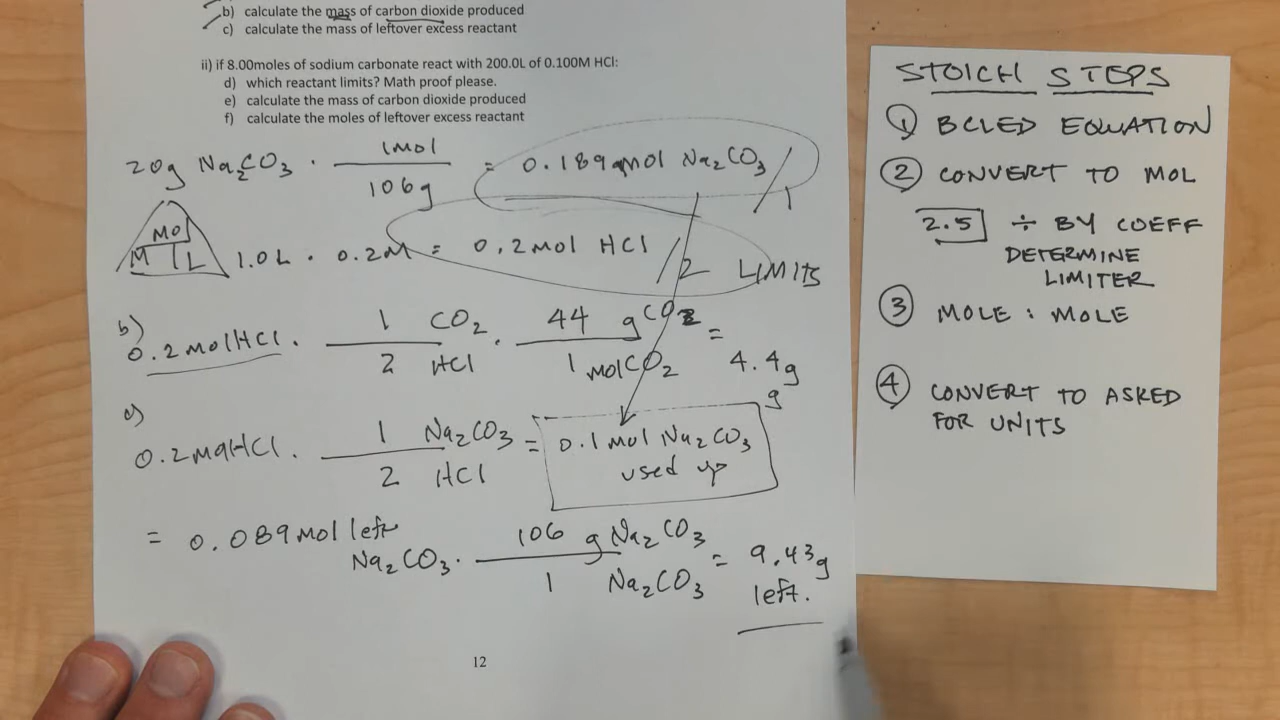 b) calculate the mass of carbon dioxide produced
c) calculate the mass of leftover excess reactant
ii) if 8.00moles of sodium carbonate react with 200.0L of 0.100M HCl:
d) which reactant limits? Math proof please.
e) calculate the mass of carbon dioxide produced
f) calculate the moles of leftover excess reactant
20g Na₂CO₃ · 1mol / 106g = 0.189mol Na₂CO₃ / 1
Mol
M L 1.0L · 0.2M = 0.2mol HCl / 2 LIMITS
b)
0.2molHCl · 1 CO₂ / 2 HCl · 44 g CO₂ / 1 molCO₂ = 4.4g
g
c)
0.2molHCl · 1 Na₂CO₃ / 2 HCl = 0.1mol Na₂CO₃
used up
= 0.089mol left
Na₂CO₃ · 106 g Na₂CO₃ / 1 Na₂CO₃ = 9.43g
left.
12
STOICH STEPS
① BCLED EQUATION
② CONVERT TO MOL
2.5 ÷ BY COEFF
DETERMINE
LIMITER
③ MOLE : MOLE
④ CONVERT TO ASKED
FOR UNITS